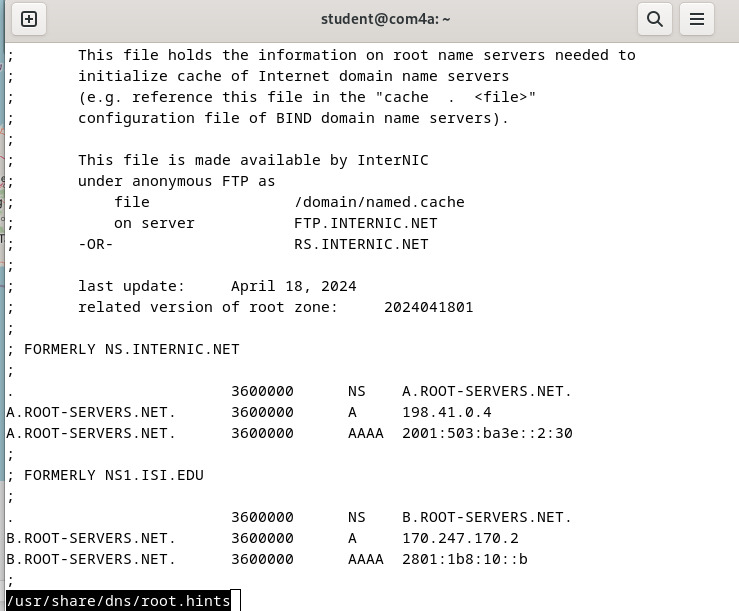 student@com4a: ~
;       This file holds the information on root name servers needed to
;       initialize cache of Internet domain name servers
;       (e.g. reference this file in the "cache  .  <file>"
;       configuration file of BIND domain name servers).
;
;       This file is made available by InterNIC
;       under anonymous FTP as
;           file                /domain/named.cache
;           on server           FTP.INTERNIC.NET
;       -OR-                    RS.INTERNIC.NET
;
;       last update:     April 18, 2024
;       related version of root zone:     2024041801
;
; FORMERLY NS.INTERNIC.NET
;
.                        3600000      NS    A.ROOT-SERVERS.NET.
A.ROOT-SERVERS.NET.      3600000      A     198.41.0.4
A.ROOT-SERVERS.NET.      3600000      AAAA  2001:503:ba3e::2:30
;
; FORMERLY NS1.ISI.EDU
;
.                        3600000      NS    B.ROOT-SERVERS.NET.
B.ROOT-SERVERS.NET.      3600000      A     170.247.170.2
B.ROOT-SERVERS.NET.      3600000      AAAA  2801:1b8:10::b
;
/usr/share/dns/root.hints